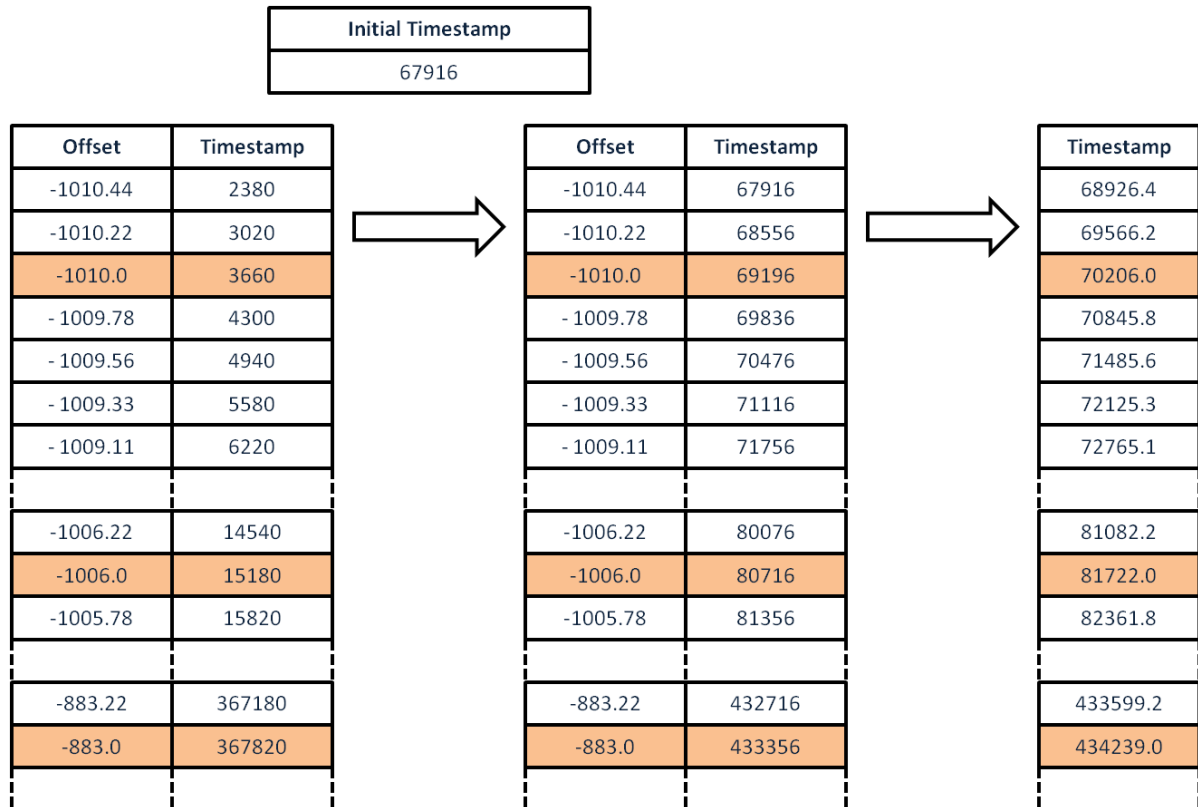 Initial Timestamp
67916
Offset Timestamp Offset Timestamp Timestamp
-1010.44 2380 -1010.44 67916 68926.4
-1010.22 3020 -1010.22 68556 69566.2
-1010.0 3660 -1010.0 69196 70206.0
- 1009.78 4300 - 1009.78 69836 70845.8
- 1009.56 4940 - 1009.56 70476 71485.6
- 1009.33 5580 - 1009.33 71116 72125.3
- 1009.11 6220 - 1009.11 71756 72765.1
-1006.22 14540 -1006.22 80076 81082.2
-1006.0 15180 -1006.0 80716 81722.0
-1005.78 15820 -1005.78 81356 82361.8
-883.22 367180 -883.22 432716 433599.2
-883.0 367820 -883.0 433356 434239.0